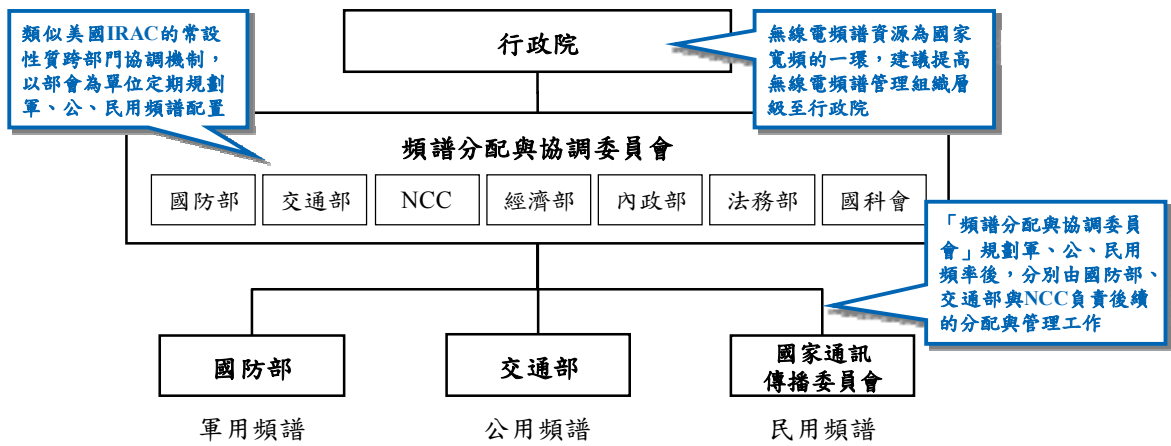 類似美國IRAC的常設
性質跨部門協調機制，
以部會為單位定期規劃
軍、公、民用頻譜配置
行政院
無線電頻譜資源為國家
寬頻的一環，建議提高
無線電頻譜管理組織層
級至行政院
頻譜分配與協調委員會
國防部
交通部
NCC
經濟部
內政部
法務部
國科會
「頻譜分配與協調委員
會」規劃軍、公、民用
頻率後，分別由國防部、
交通部與NCC負責後續
的分配與管理工作
國防部
交通部
國家通訊
傳播委員會
軍用頻譜
公用頻譜
民用頻譜